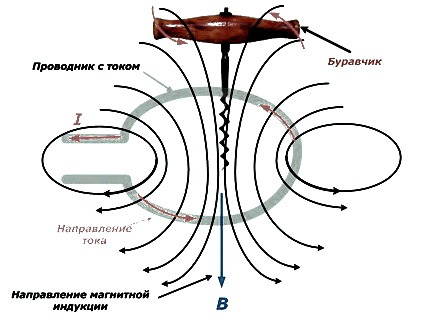 Проводник с током
Буравчик
I
Направление
тока
Направление магнитной
индукции
B